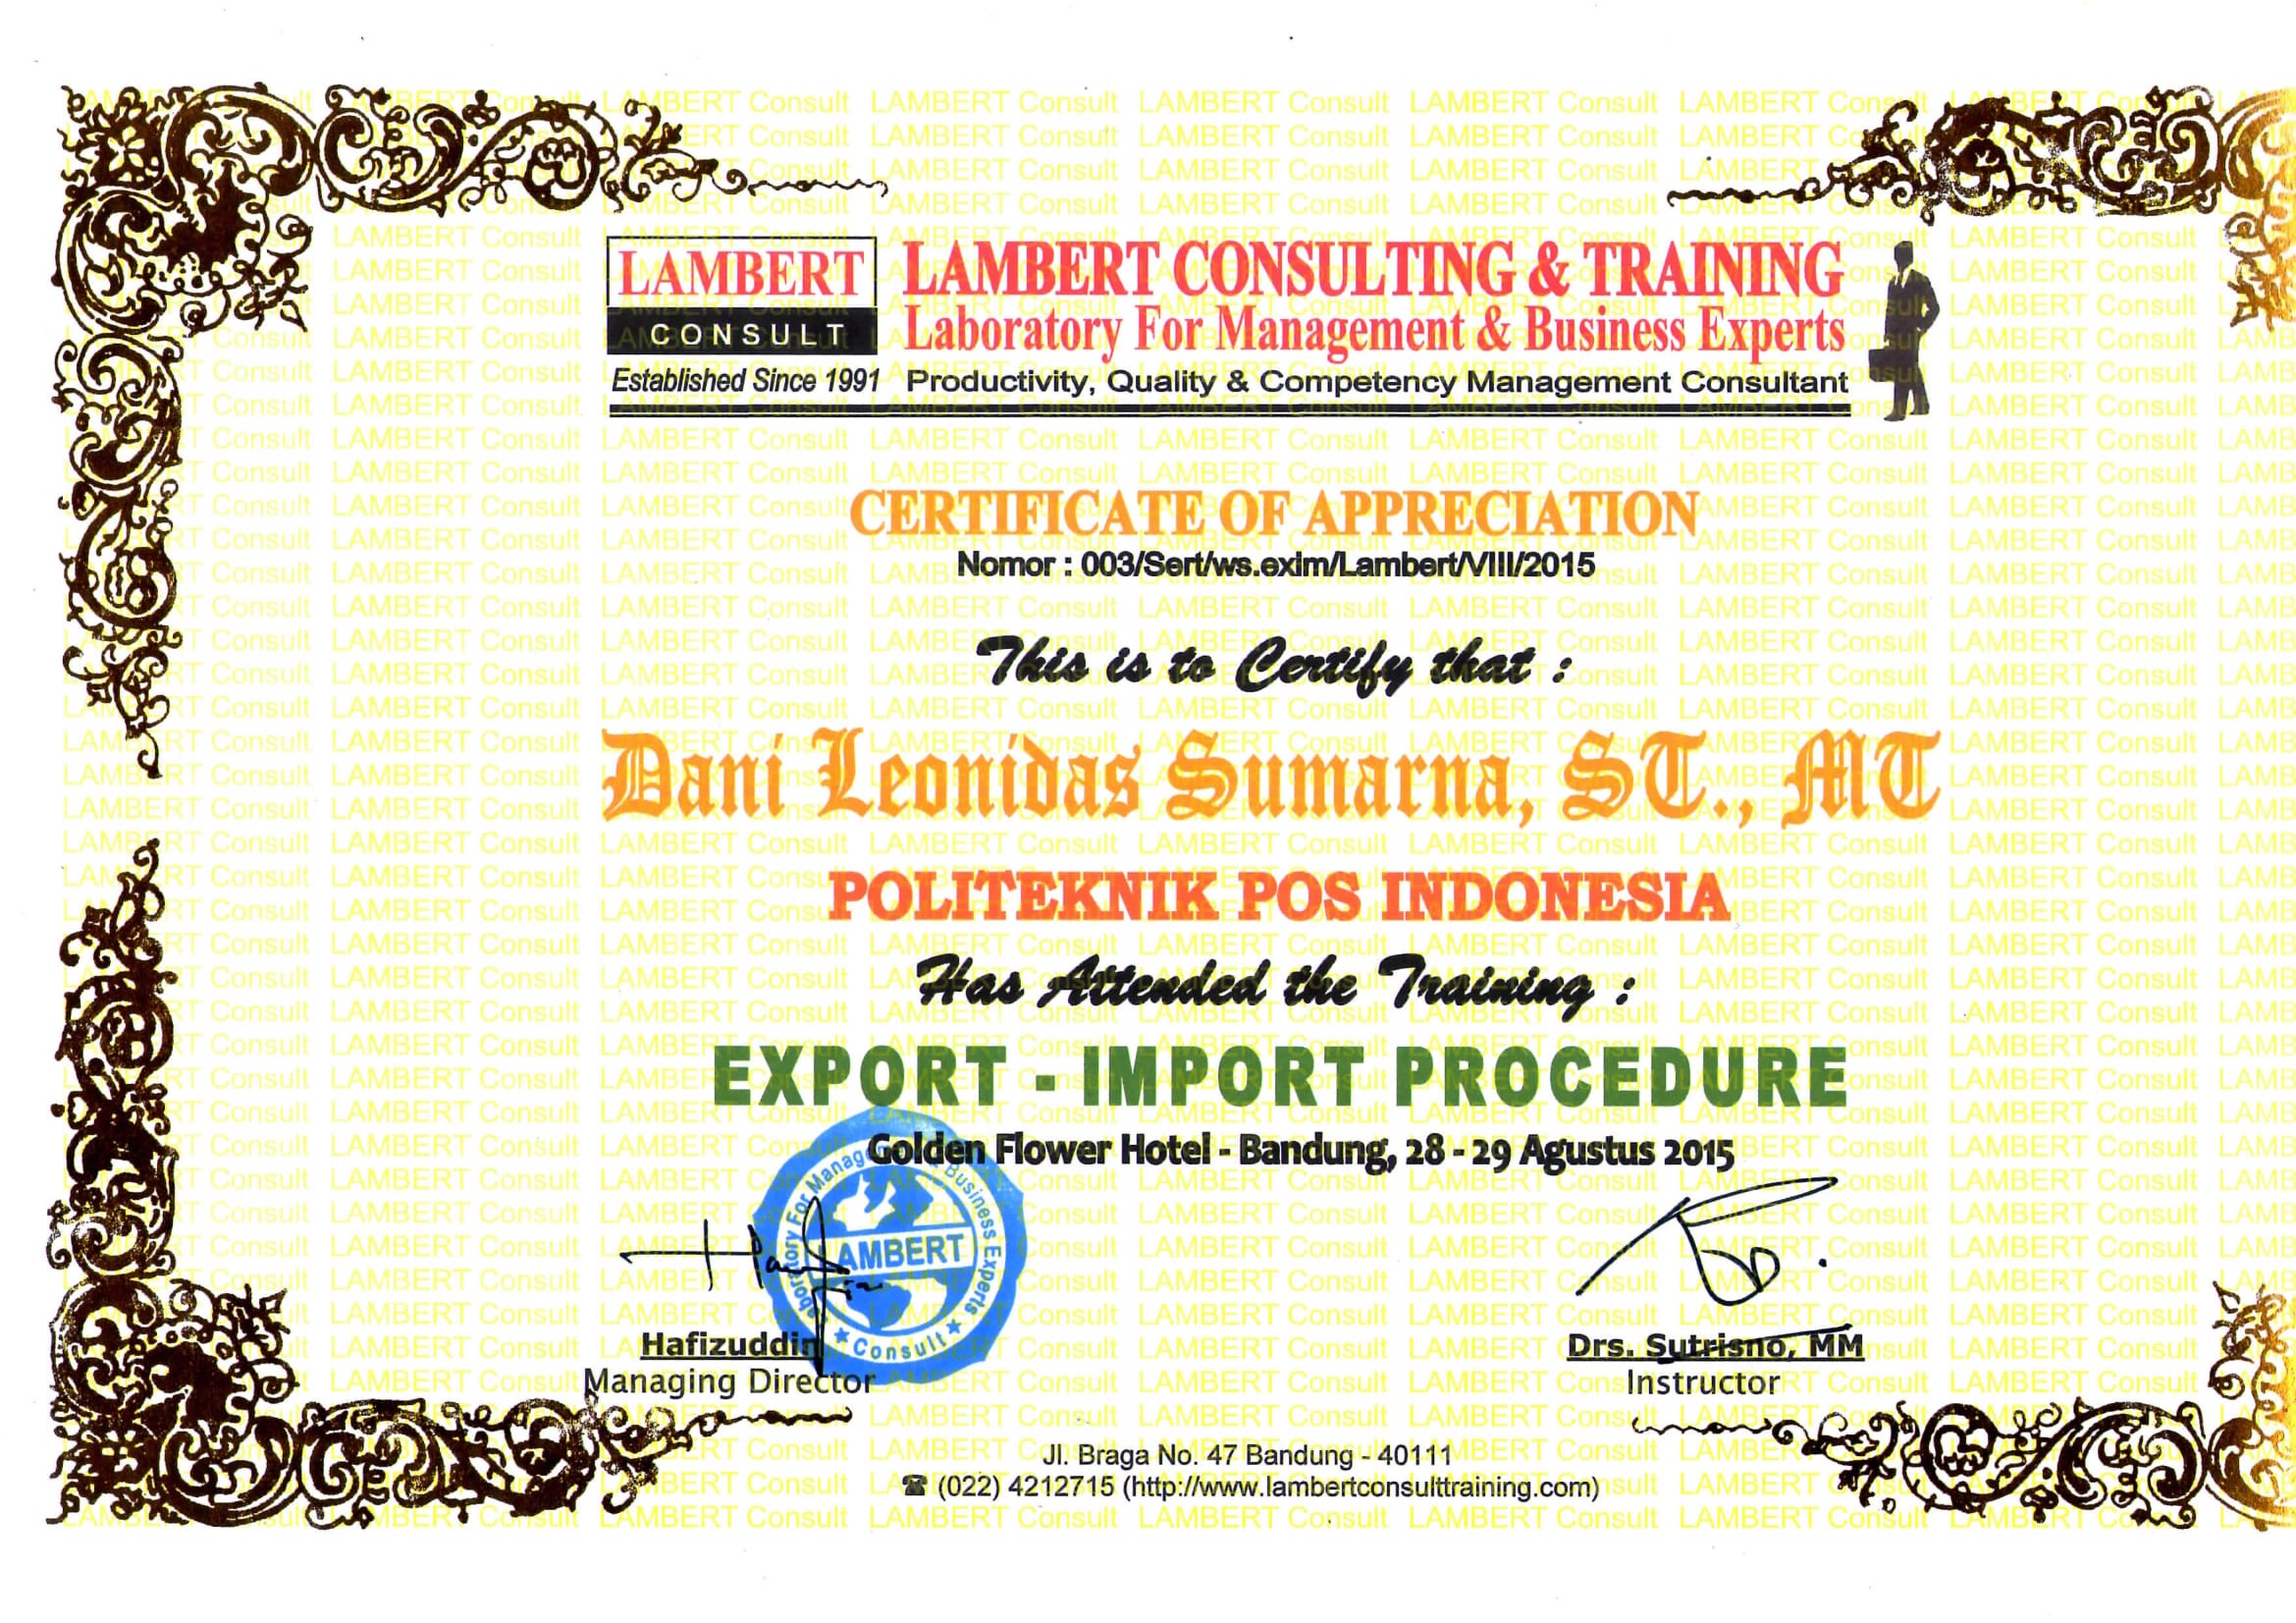 LAMBERT
CONSULT
Established Since 1991
LAMBERT CONSULTING & TRAINING
Laboratory For Management & Business Experts
Productivity, Quality & Competency Management Consultant
CERTIFICATE OF APPRECIATION
Nomor : 003/Sert/ws.exim/Lambert/VIII/2015
This is to Certify that :
Dani Leonidas Sumarna, ST., MT
POLITEKNIK POS INDONESIA
Has Attended the Training :
EXPORT - IMPORT PROCEDURE
Golden Flower Hotel - Bandung, 28 - 29 Agustus 2015
Business Experts
LAMBERT
Consult
Hafizuddin
Managing Director
Drs. Sutrisno, MM
Instructor
Jl. Braga No. 47 Bandung - 40111
☎ (022) 4212715 (http://www.lambertconsulttraining.com)